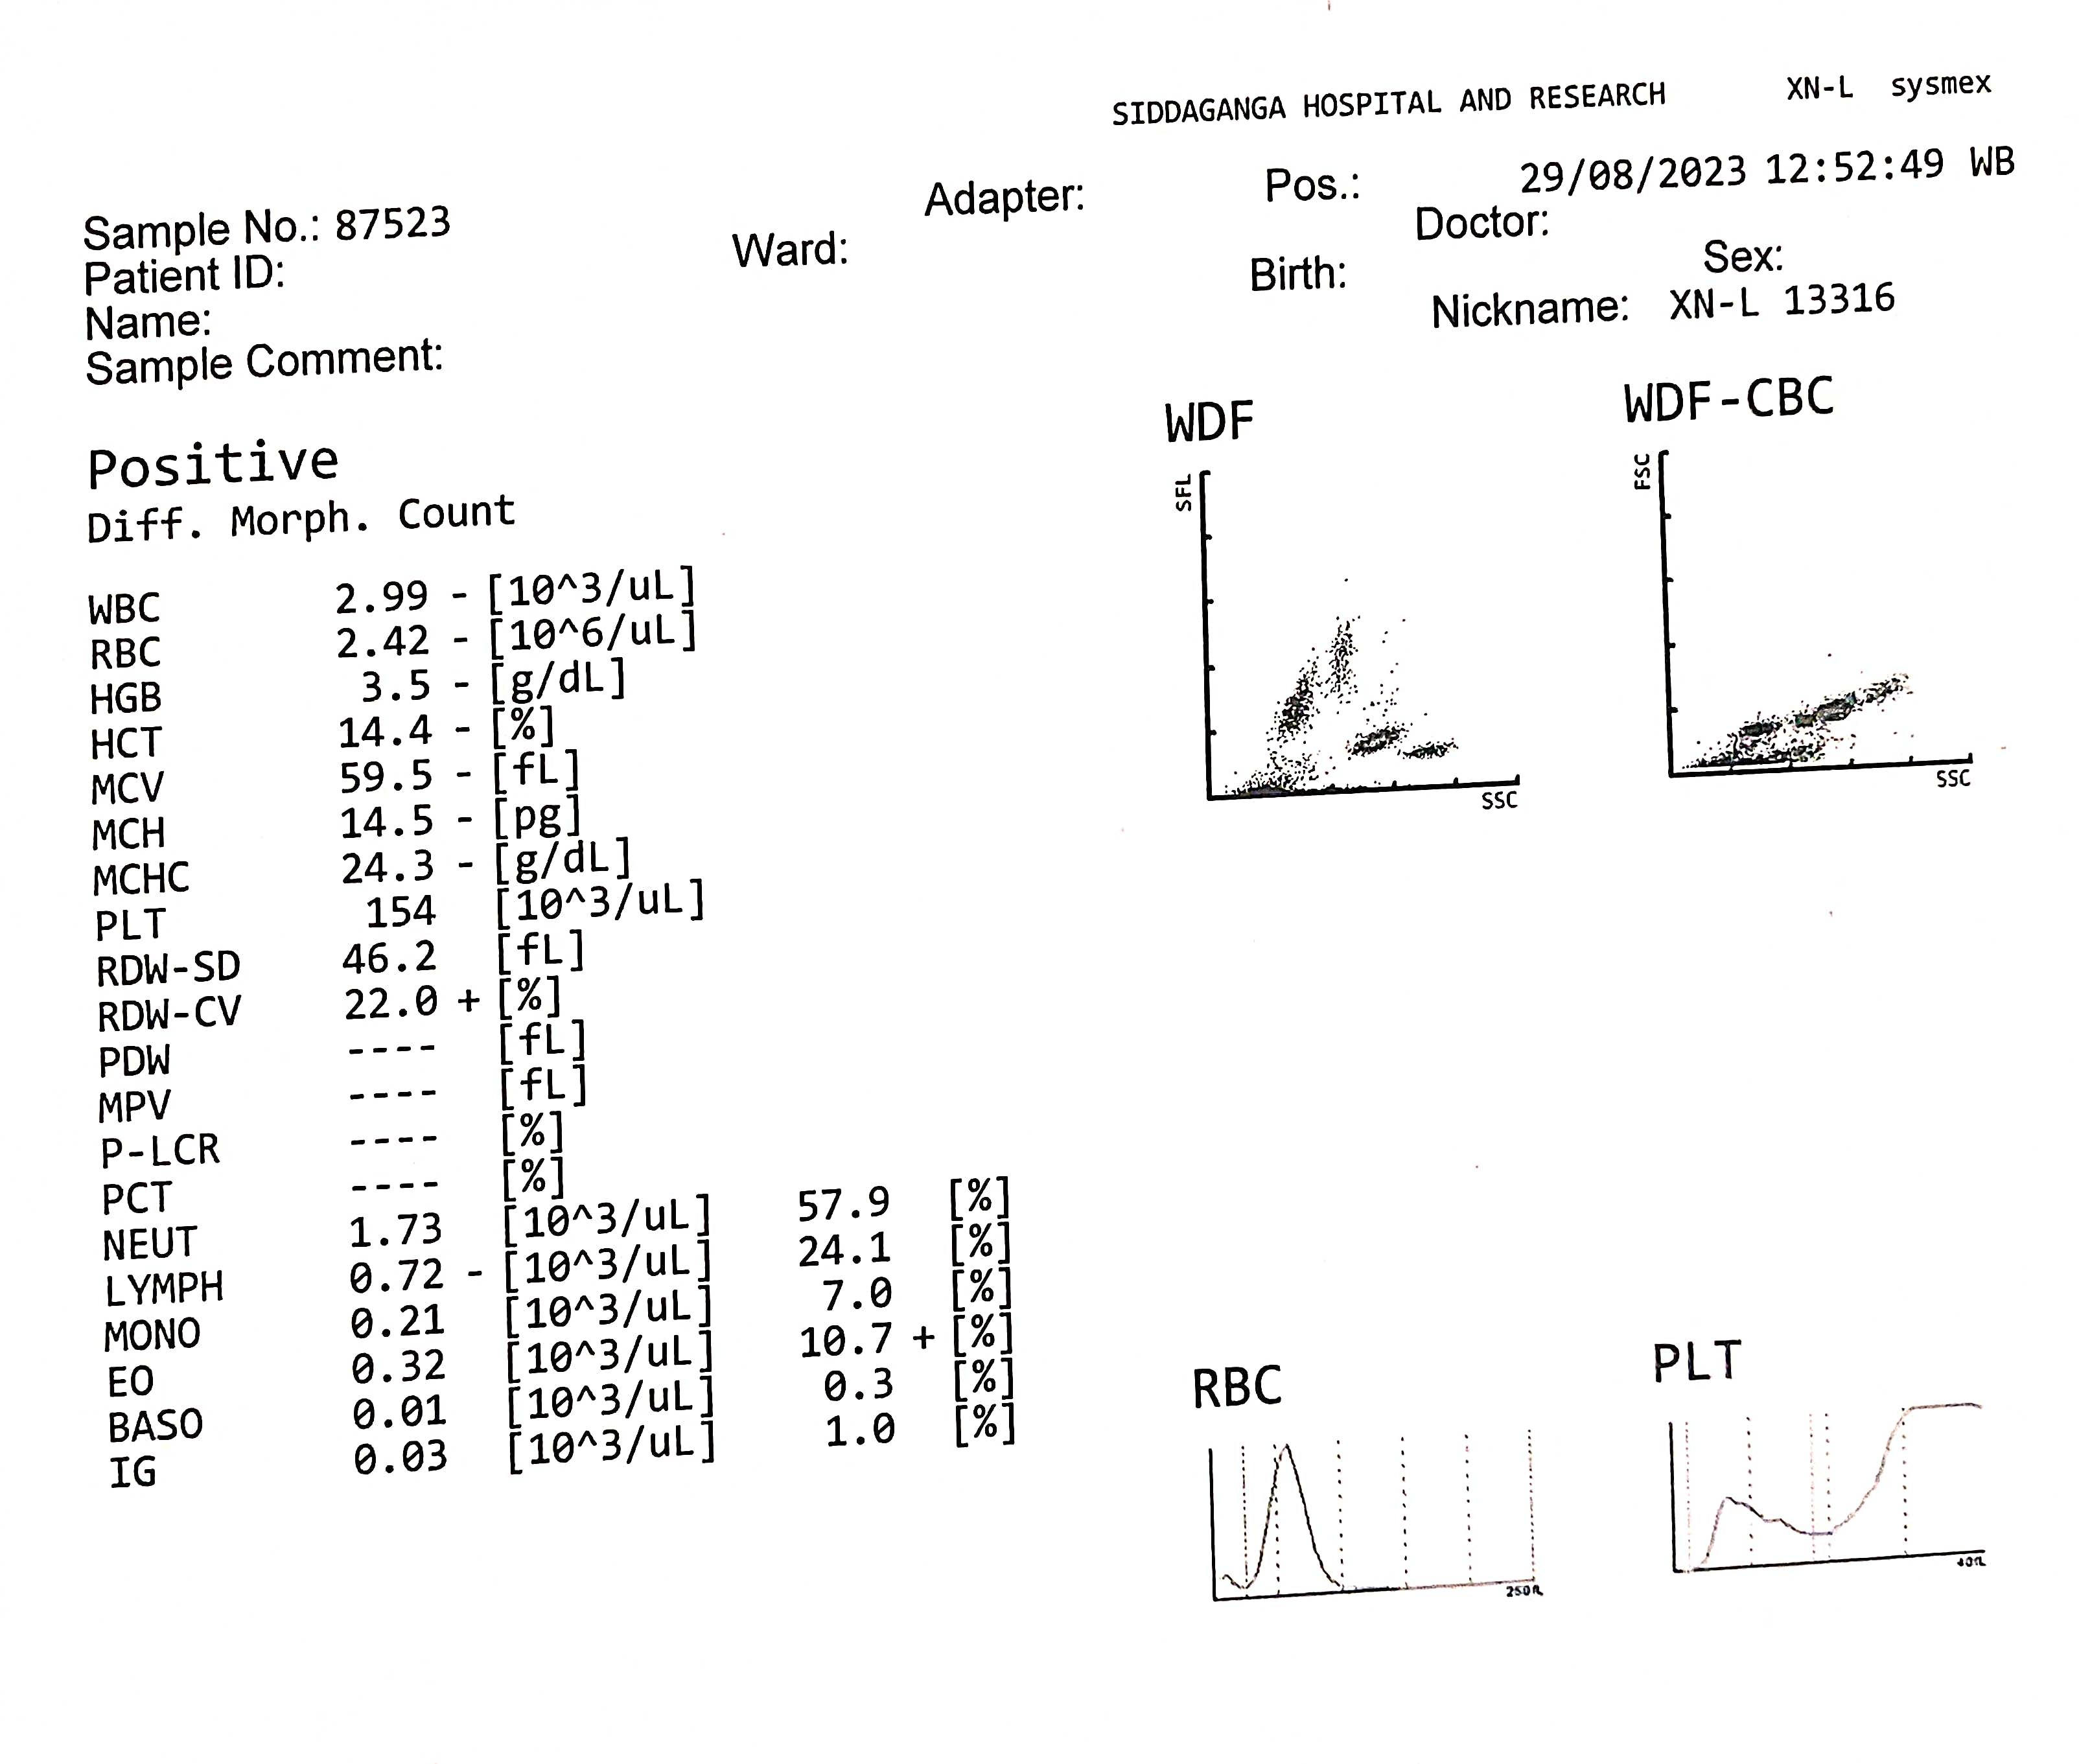 SIDDAGANGA HOSPITAL AND RESEARCH XN-L sysmex
Adapter: Pos.: 29/08/2023 12:52:49 WB
Sample No.: 87523 Ward: Doctor:
Patient ID: Birth: Sex:
Name: Nickname: XN-L 13316
Sample Comment:
Positive
Diff. Morph. Count
WBC 2.99 - [10^3/uL]
RBC 2.42 - [10^6/uL]
HGB 3.5 - [g/dL]
HCT 14.4 - [%]
MCV 59.5 - [fL]
MCH 14.5 - [pg]
MCHC 24.3 - [g/dL]
PLT 154 [10^3/uL]
RDW-SD 46.2 [fL]
RDW-CV 22.0 + [%]
PDW ---- [fL]
MPV ---- [fL]
P-LCR ---- [%]
PCT ---- [%]
NEUT 1.73 [10^3/uL] 57.9 [%]
LYMPH 0.72 - [10^3/uL] 24.1 [%]
MONO 0.21 [10^3/uL] 7.0 [%]
EO 0.32 [10^3/uL] 10.7 + [%]
BASO 0.01 [10^3/uL] 0.3 [%]
IG 0.03 [10^3/uL] 1.0 [%]
WDF
SFL
SSC
WDF-CBC
FSC
SSC
RBC
250fL
PLT
40fL